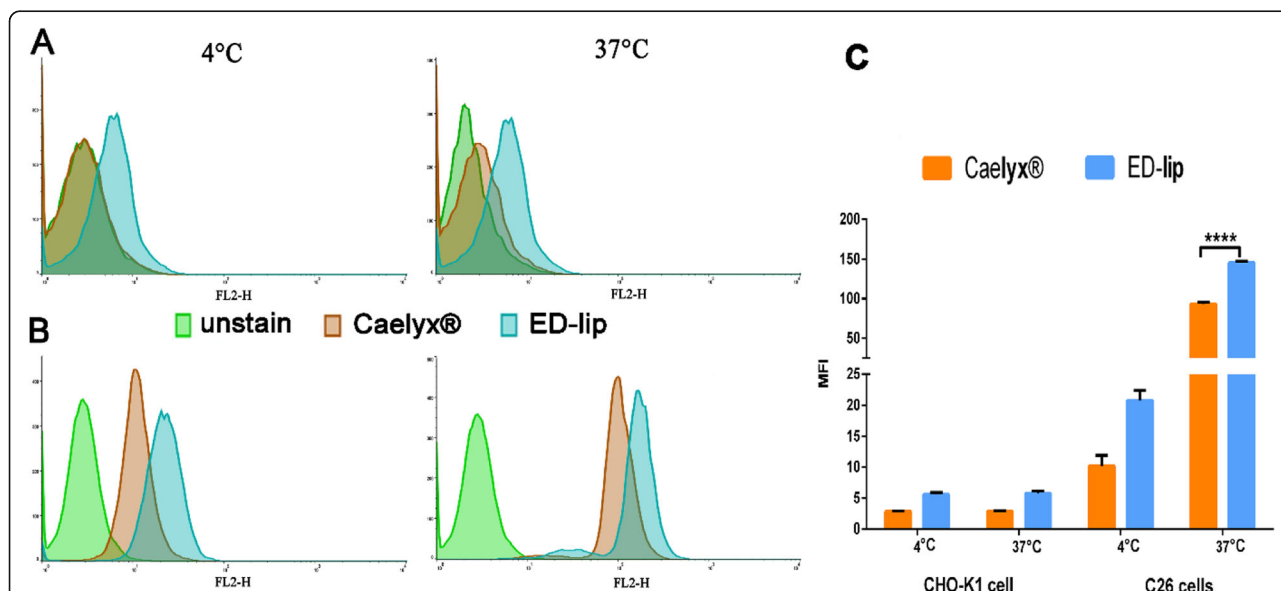 A
4°C
37°C
FL2-H
FL2-H
B
unstain Caelyx® ED-lip
FL2-H
FL2-H
C
Caelyx® ED-lip
MFI
200
150
100
50
25
20
15
10
5
0
****
4°C 37°C 4°C 37°C
CHO-K1 cell C26 cells